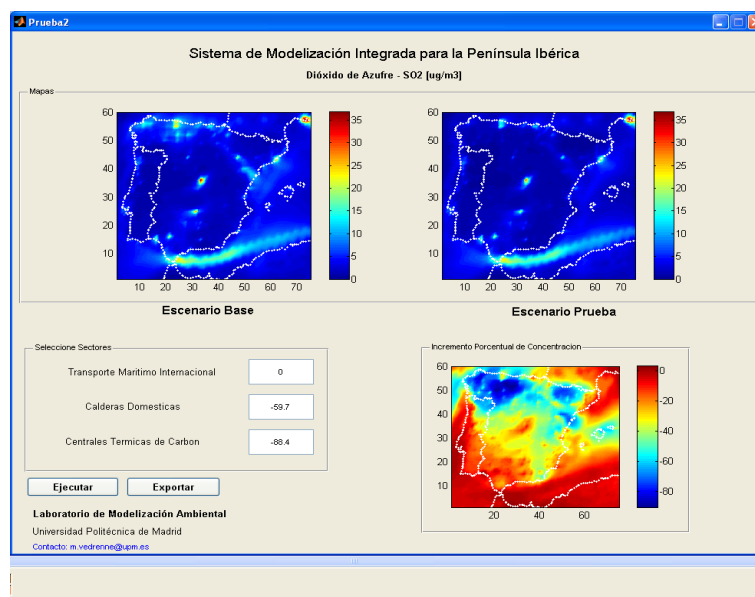 Prueba2
Sistema de Modelización Integrada para la Península Ibérica
Dióxido de Azufre - SO2 [ug/m3]
Mapas
60
50
40
30
20
10
10 20 30 40 50 60 70
35
30
25
20
15
10
5
0
Escenario Base
60
50
40
30
20
10
10 20 30 40 50 60 70
35
30
25
20
15
10
5
0
Escenario Prueba
Seleccione Sectores
Transporte Maritimo Internacional 0
Calderas Domesticas -59.7
Centrales Termicas de Carbon -88.4
Ejecutar Exportar
Laboratorio de Modelización Ambiental
Universidad Politécnica de Madrid
Contacto: m.vedrenne@upm.es
Incremento Porcentual de Concentracion
60
50
40
30
20
10
20 40 60
0
-20
-40
-60
-80